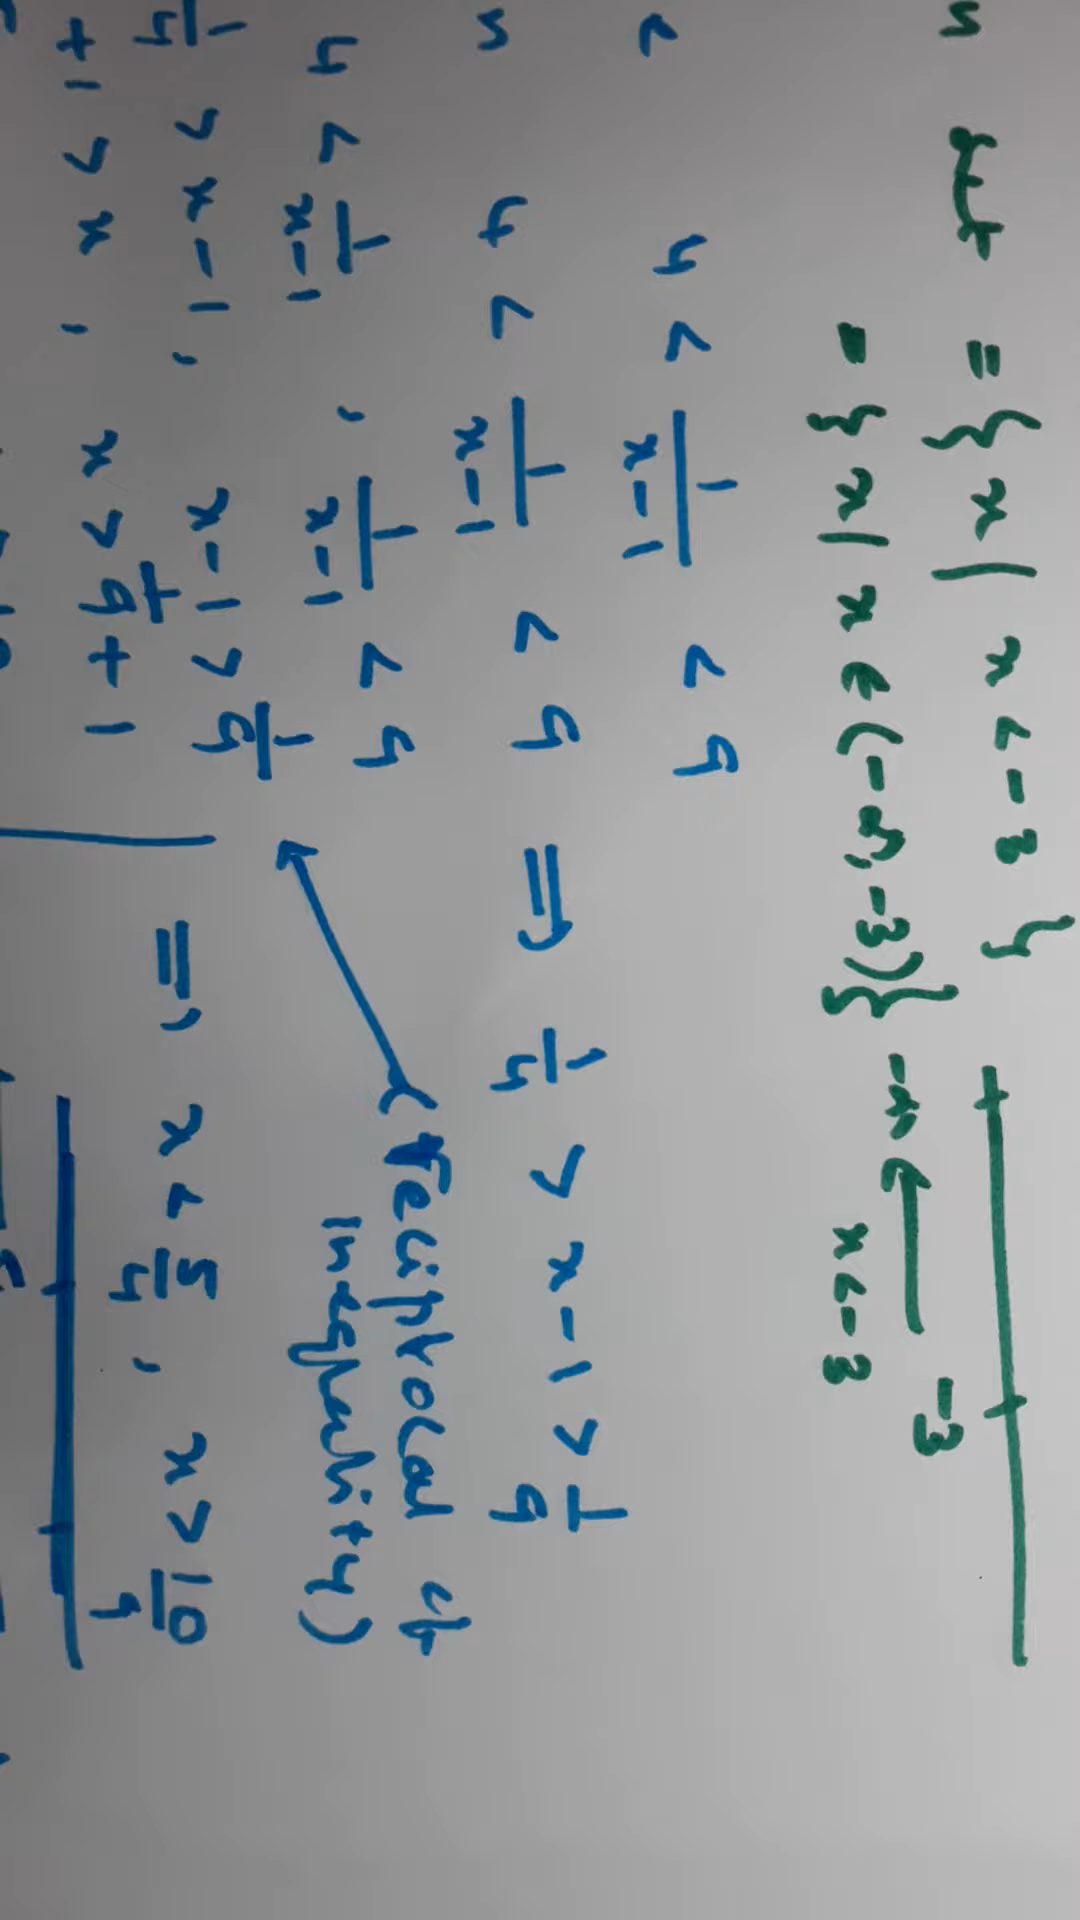 n set = { x | x < -3 }
= { x | x ∈ (-∞, -3) } -∞ -3
x < -3
4 < 1/(x-1) < 9
n 4 < 1/(x-1) < 9 ⇒ 1/4 > x-1 > 1/9
4 < 1/(x-1) , 1/(x-1) < 9 (reciprocal of inequality)
1/4 > x-1 , x-1 > 1/9
+1 > x , x > 1/9 + 1 ⇒ x < 5/4 , x > 10/9